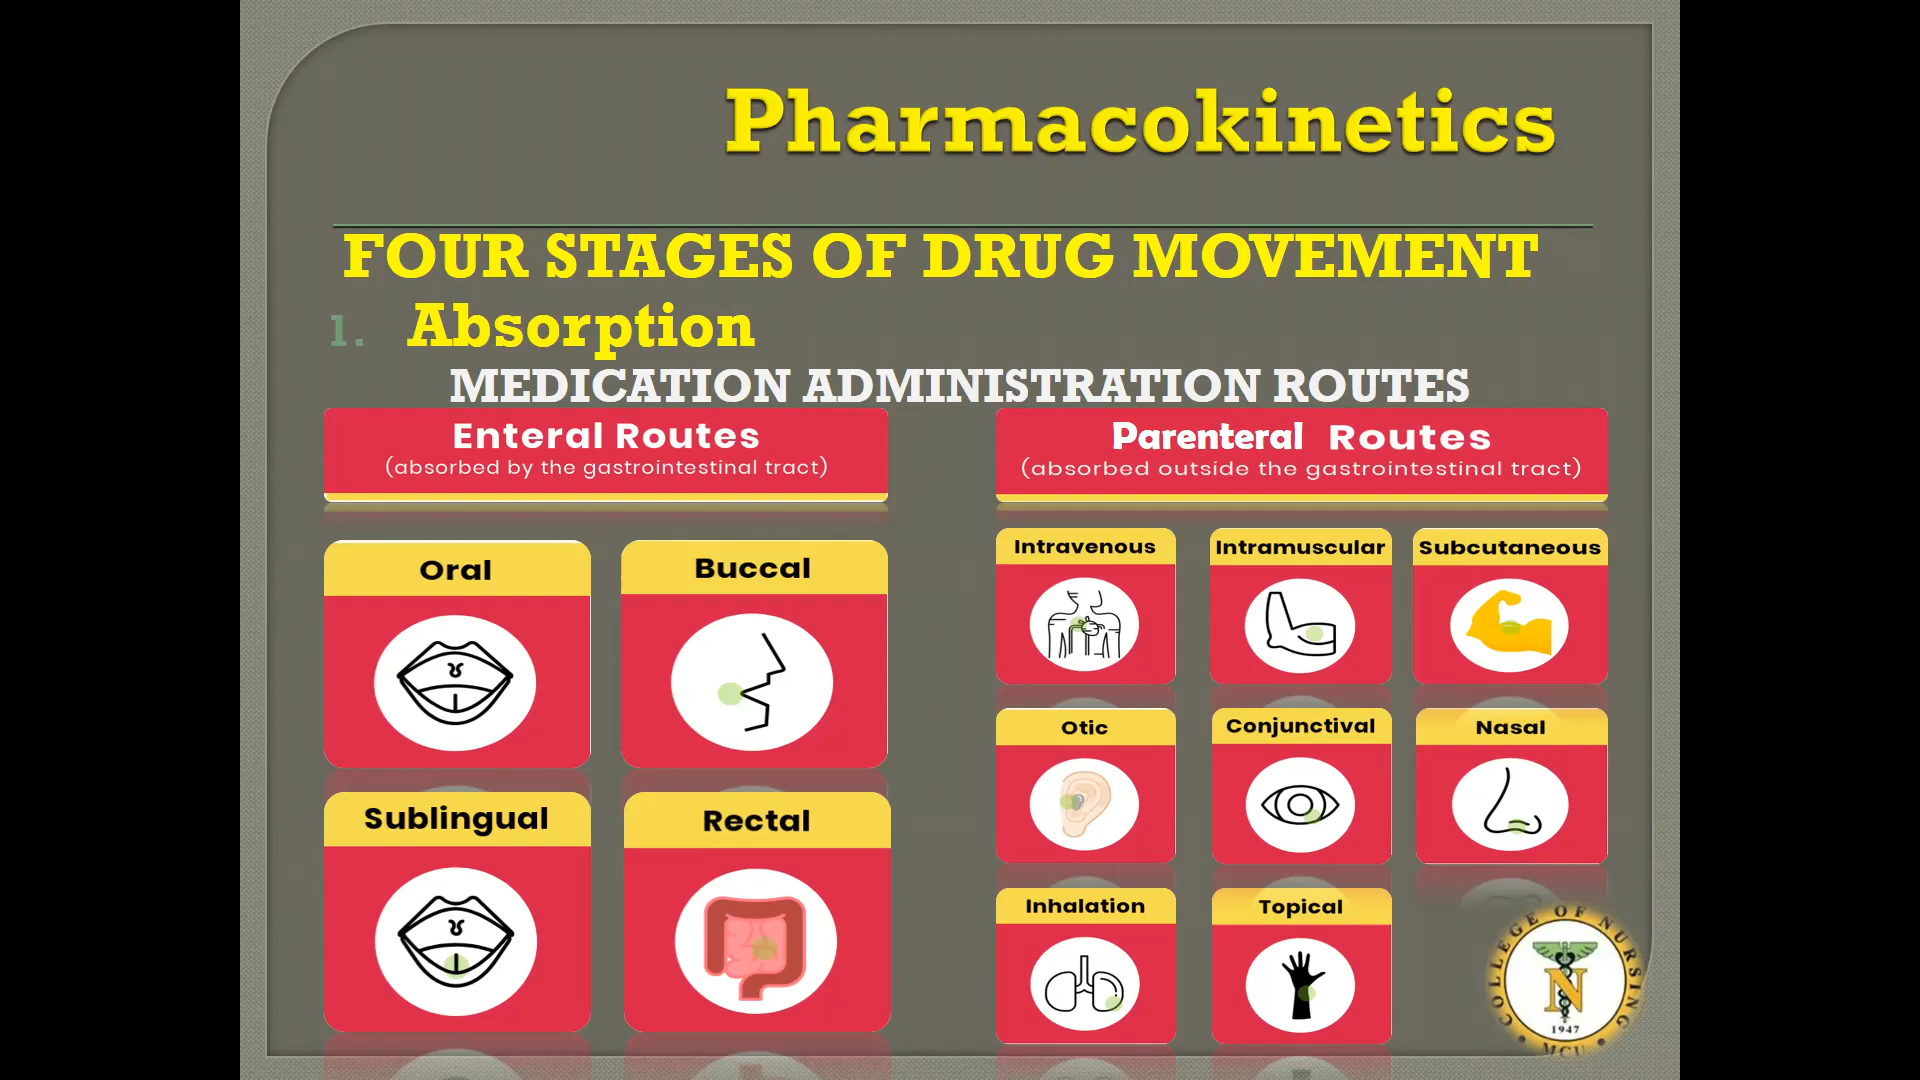 Pharmacokinetics
FOUR STAGES OF DRUG MOVEMENT
1. Absorption
MEDICATION ADMINISTRATION ROUTES
Enteral Routes
(absorbed by the gastrointestinal tract)
Oral
Buccal
Sublingual
Rectal
Parenteral Routes
(absorbed outside the gastrointestinal tract)
Intravenous
Intramuscular
Subcutaneous
Otic
Conjunctival
Nasal
Inhalation
Topical
COLLEGE OF NURSING
N
1947
MCU